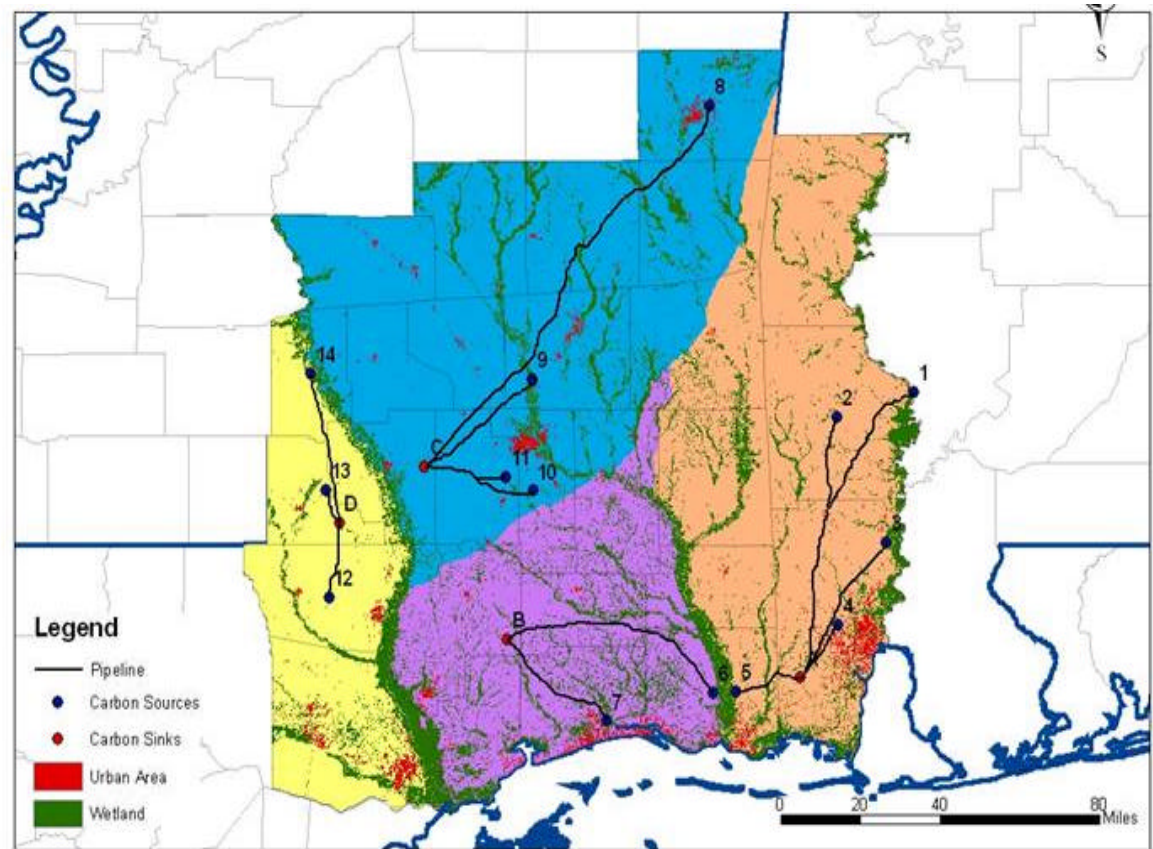 S
8
14
9
1
2
C
11
10
13
D
3
12
4
B
6
5
7
Legend
Pipeline
Carbon Sources
Carbon Sinks
Urban Area
Wetland
0 20 40 80
Miles